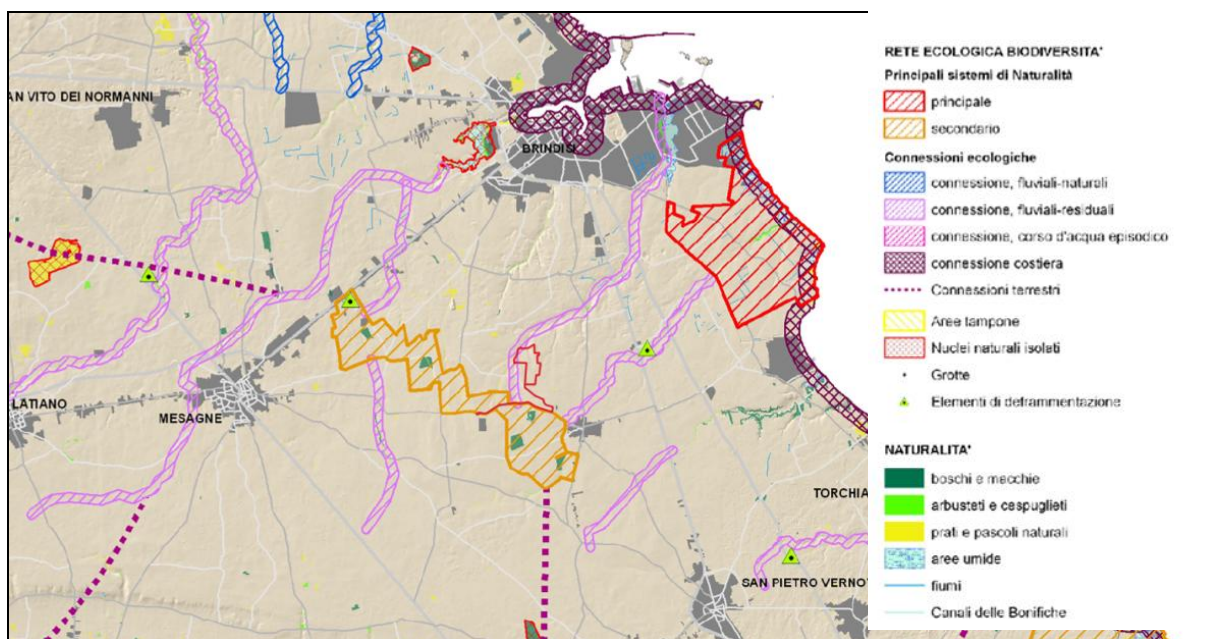 AN VITO DEI NORMANNI
BRINDISI
LATIANO
MESAGNE
TORCHIA
SAN PIETRO VERNO
RETE ECOLOGICA BIODIVERSITA'
Principali sistemi di Naturalità
principale
secondario
Connessioni ecologiche
connessione, fluviali-naturali
connessione, fluviali-residuali
connessione, corso d'acqua episodico
connessione costiera
Connessioni terrestri
Aree tampone
Nuclei naturali isolati
Grotte
Elementi di deframmentazione
NATURALITA'
boschi e macchie
arbusteti e cespuglieti
prati e pascoli naturali
aree umide
fiumi
Canali delle Bonifiche